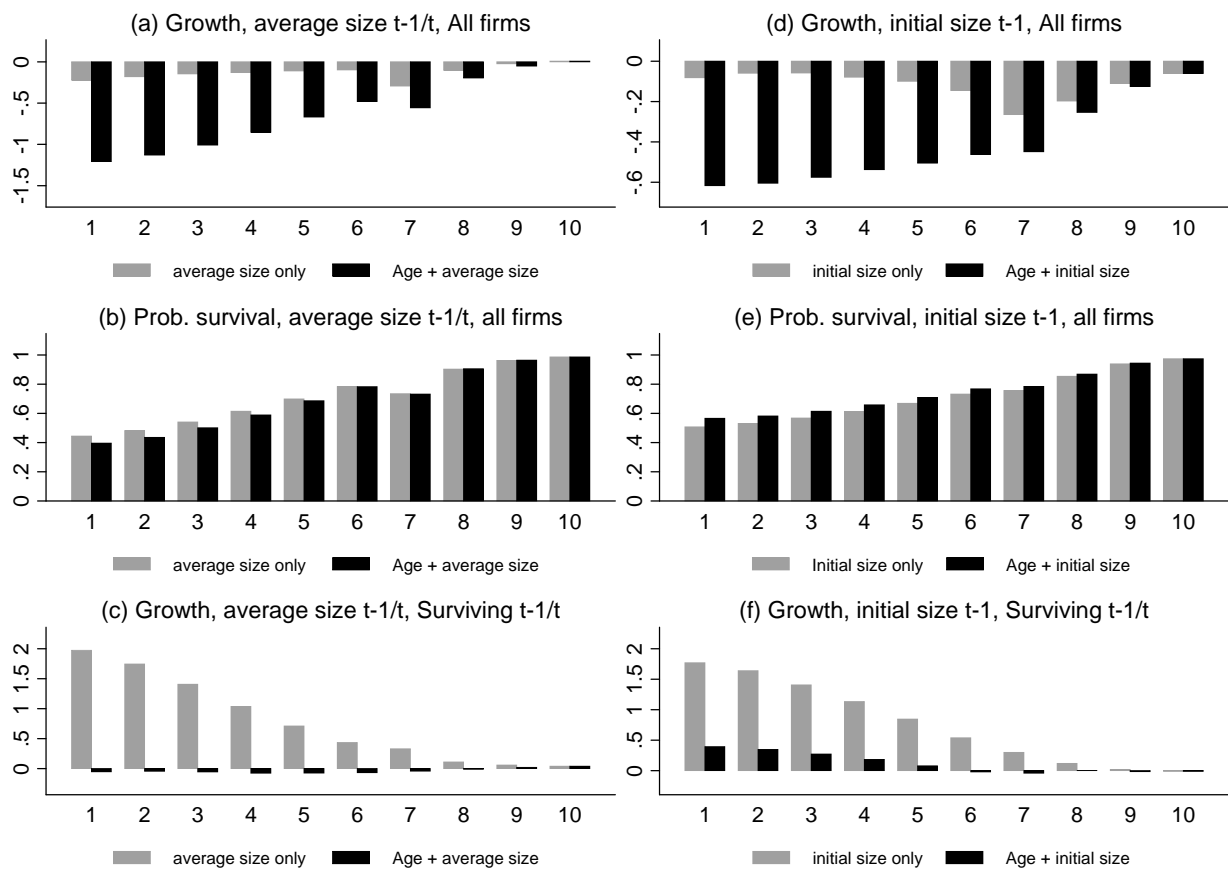 (a) Growth, average size t-1/t, All firms
0
-.5
-1
-1.5
1 2 3 4 5 6 7 8 9 10
average size only Age + average size
(d) Growth, initial size t-1, All firms
0
-.2
-.4
-.6
1 2 3 4 5 6 7 8 9 10
initial size only Age + initial size
(b) Prob. survival, average size t-1/t, all firms
1
.8
.6
.4
.2
0
1 2 3 4 5 6 7 8 9 10
average size only Age + average size
(e) Prob. survival, initial size t-1, all firms
1
.8
.6
.4
.2
0
1 2 3 4 5 6 7 8 9 10
Initial size only Age + initial size
(c) Growth, average size t-1/t, Surviving t-1/t
2
1.5
1
.5
0
1 2 3 4 5 6 7 8 9 10
average size only Age + average size
(f) Growth, initial size t-1, Surviving t-1/t
2
1.5
1
.5
0
1 2 3 4 5 6 7 8 9 10
initial size only Age + initial size